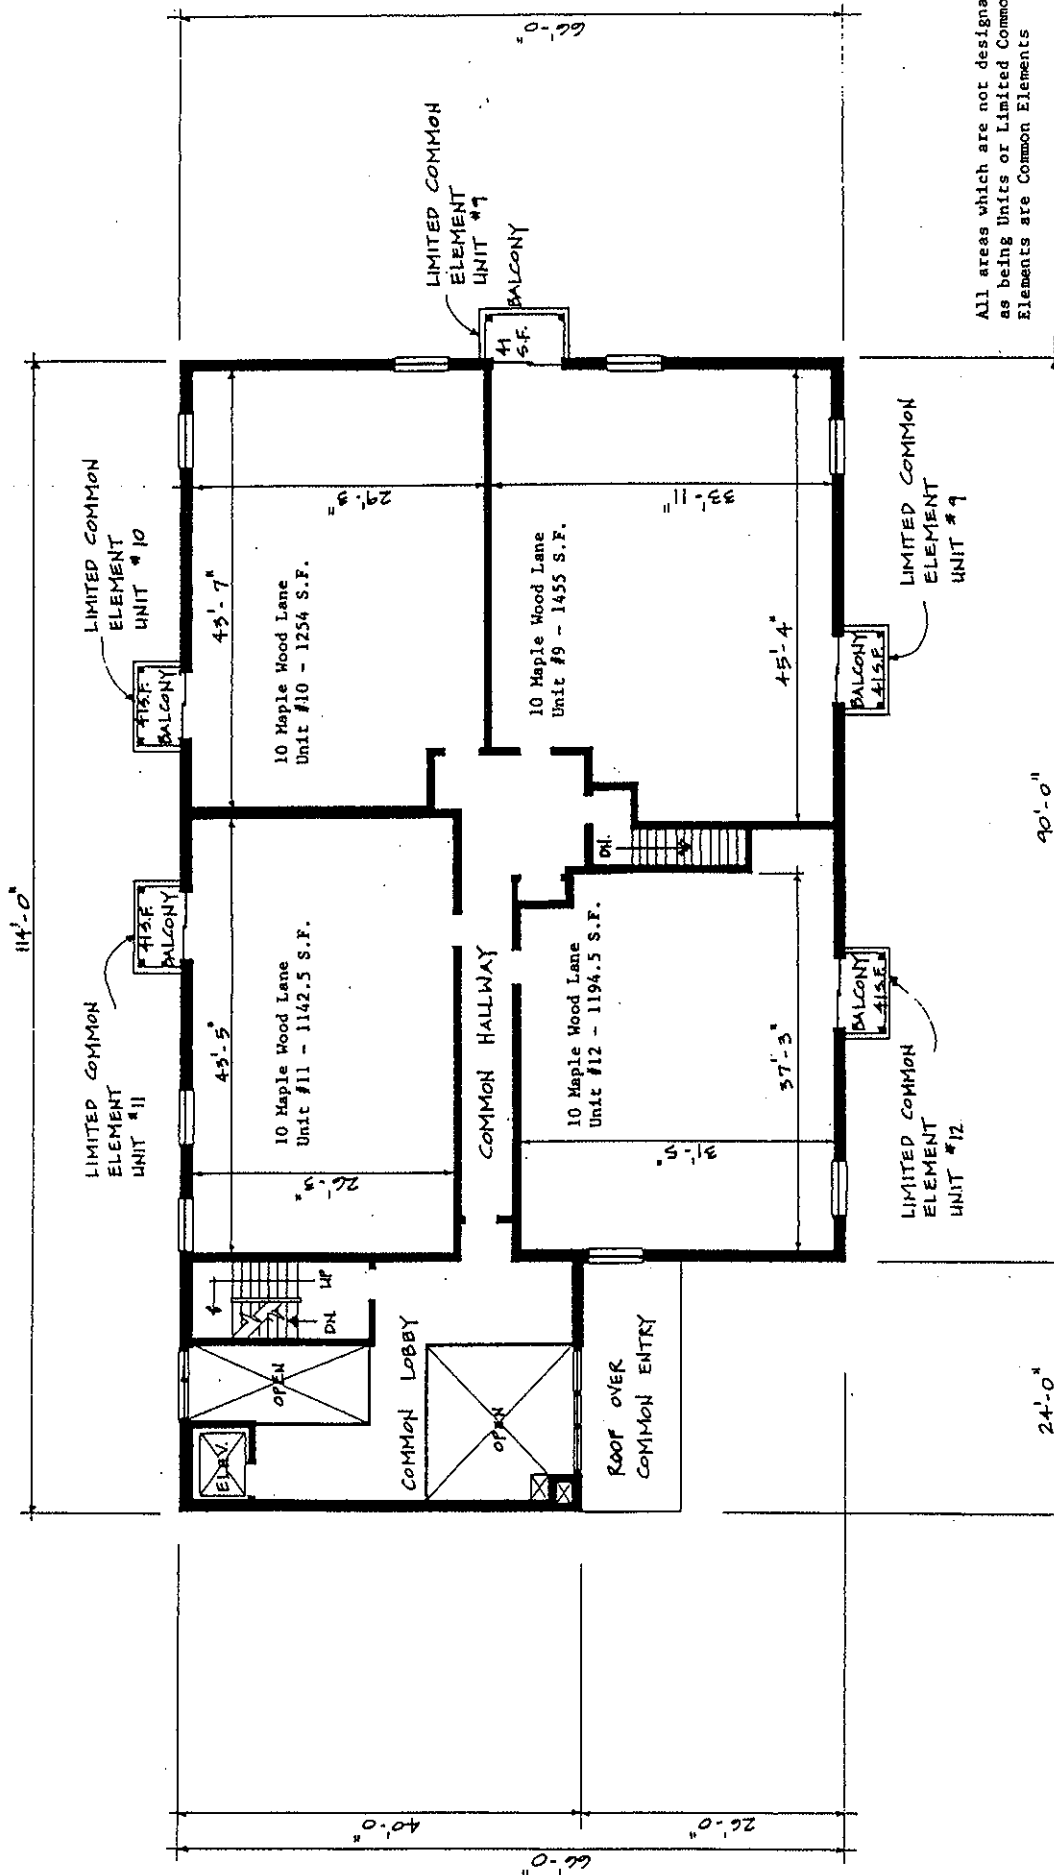 114'-0"
LIMITED COMMON
ELEMENT
UNIT #11
LIMITED COMMON
ELEMENT
UNIT #10
41 S.F.
BALCONY
41 S.F.
BALCONY
ELEV.
OPEN
DN.
UP
43'-5"
43'-7"
26'-3"
29'-3"
10 Maple Wood Lane
Unit #11 - 1142.5 S.F.
10 Maple Wood Lane
Unit #10 - 1254 S.F.
LIMITED COMMON
ELEMENT
UNIT #9
BALCONY
41
S.F.
COMMON LOBBY
OPEN
COMMON HALLWAY
DN.
10 Maple Wood Lane
Unit #12 - 1194.5 S.F.
10 Maple Wood Lane
Unit #9 - 1455 S.F.
31'-5"
33'-11"
37'-3"
45'-4"
ROOF OVER
COMMON ENTRY
BALCONY
41 S.F.
BALCONY
41 S.F.
LIMITED COMMON
ELEMENT
UNIT #12
LIMITED COMMON
ELEMENT
UNIT #9
40'-0"
26'-0"
66'-0"
66'-0"
24'-0"
90'-0"
All areas which are not designa
as being Units or Limited Commo
Elements are Common Elements